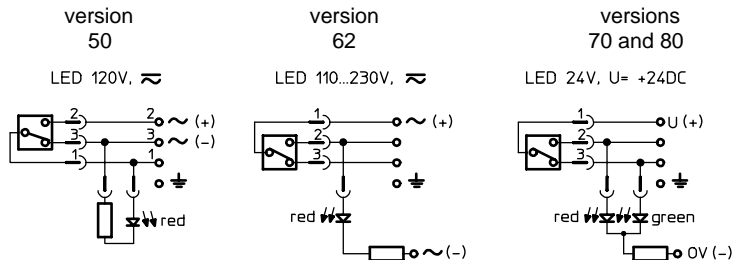 version
50
version
62
versions
70 and 80
LED 120V, ⎓
LED 110...230V, ⎓
LED 24V, U= +24DC
2 2 ~ (+)
3 3 ~ (-)
1 1
red
1 ~ (+)
2
3
red
~ (-)
1 U (+)
2
3
red green
0V (-)